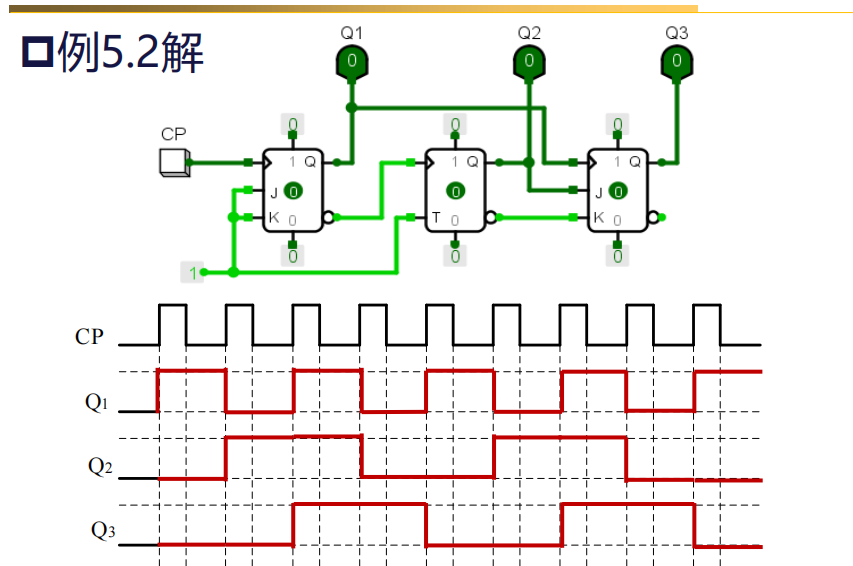 例5.2解
Q1 Q2 Q3
0 0 0
CP
0 0 0
1 Q 1 Q 1 Q
J 0 0 J 0
K 0 T 0 K 0
0 0 0
1
CP
Q1
Q2
Q3